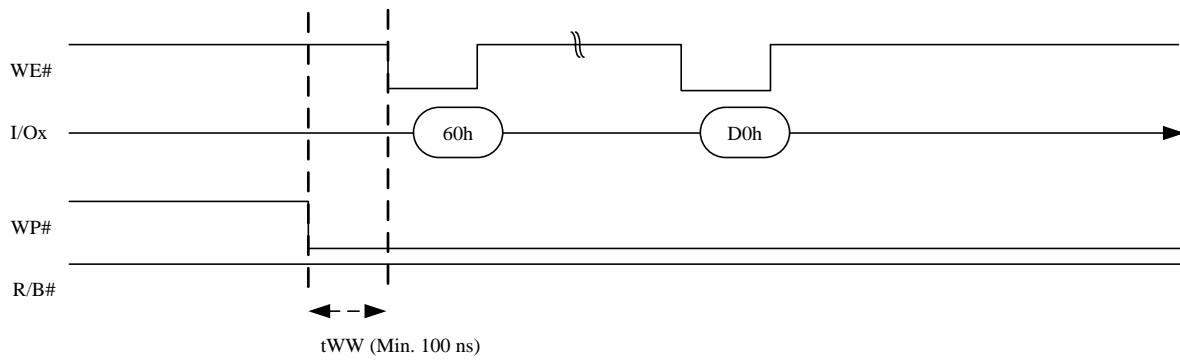 WE#
I/Ox
60h
D0h
WP#
R/B#
tWW (Min. 100 ns)